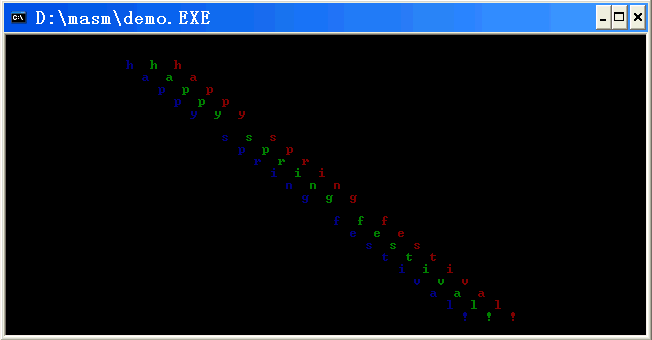 D:\masm\demo.EXE
h h h
a a a
p p p
p p p
y y y
s s s
p p p
r r r
i i i
n n n
g g g
f f f
e e e
s s s
t t t
i i i
v v v
a a a
l l l
! ! !